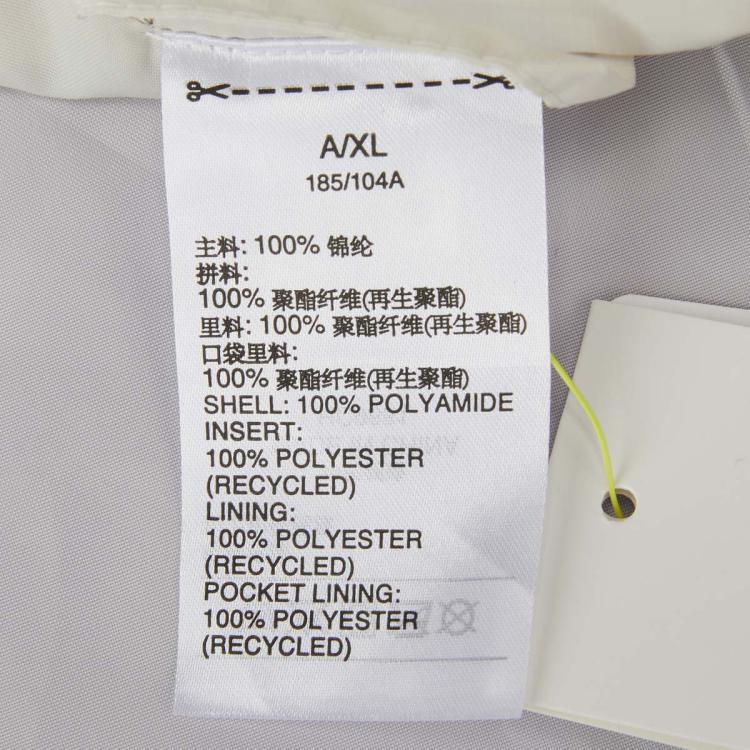 A/XL
185/104A
主料: 100% 锦纶
拼料:
100% 聚酯纤维(再生聚酯)
里料: 100% 聚酯纤维(再生聚酯)
口袋里料:
100% 聚酯纤维(再生聚酯)
SHELL: 100% POLYAMIDE
INSERT:
100% POLYESTER
(RECYCLED)
LINING:
100% POLYESTER
(RECYCLED)
POCKET LINING:
100% POLYESTER
(RECYCLED)